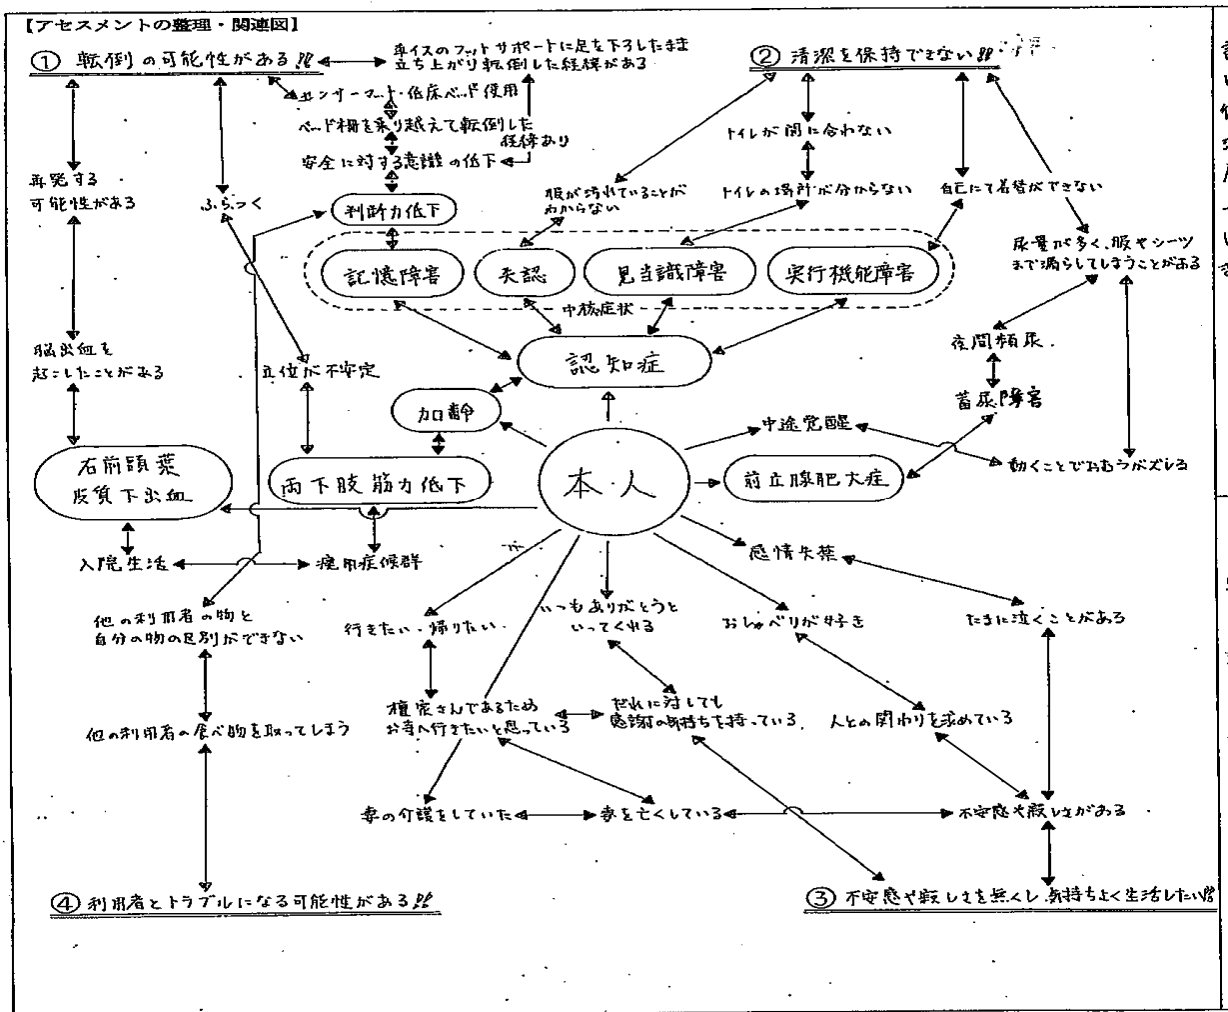 【アセスメントの整理・関連図】
① 転倒の可能性がある!!
車イスのフットサポートに足を下ろしたまま
立ち上がり転倒した経緯がある
② 清潔を保持できない!!
センサーマット・低床ベッド使用
ベッド柵を乗り越えて転倒した
経緯あり
安全に対する意識の低下
トイレが間に合わない
再発する
可能性がある
ふらつく
判断力低下
服が汚れていることが
わからない
トイレの場所が分からない
自己にて着替ができない
尿量が多く、服やシーツ
まで濡らしてしまうことがある
記憶障害
失認
見当識障害
実行機能障害
中核症状
脳出血を
起こしたことがある
立位が不安定
認知症
夜間頻尿
加齢
蓄尿障害
中途覚醒
右前頭葉
皮質下出血
両下肢筋力低下
本人
前立腺肥大症
動くことでおむつがズレる
入院生活
廃用症候群
感情失禁
他の利用者の物と
自分の物の区別ができない
行きたい・帰りたい
いつもありがとうと
いってくれる
おしゃべりが好き
たまに泣くことがある
他の利用者の食べ物を取ってしまう
檀家さんであるため
お寺へ行きたいと思っている
だれに対しても
感謝の気持ちを持っている
人との関わりを求めている
妻の介護をしていた
妻を亡くしている
不安感や寂しさがある
④ 利用者とトラブルになる可能性がある!!
③ 不安感や寂しさを無くし気持ちよく生活したい!!